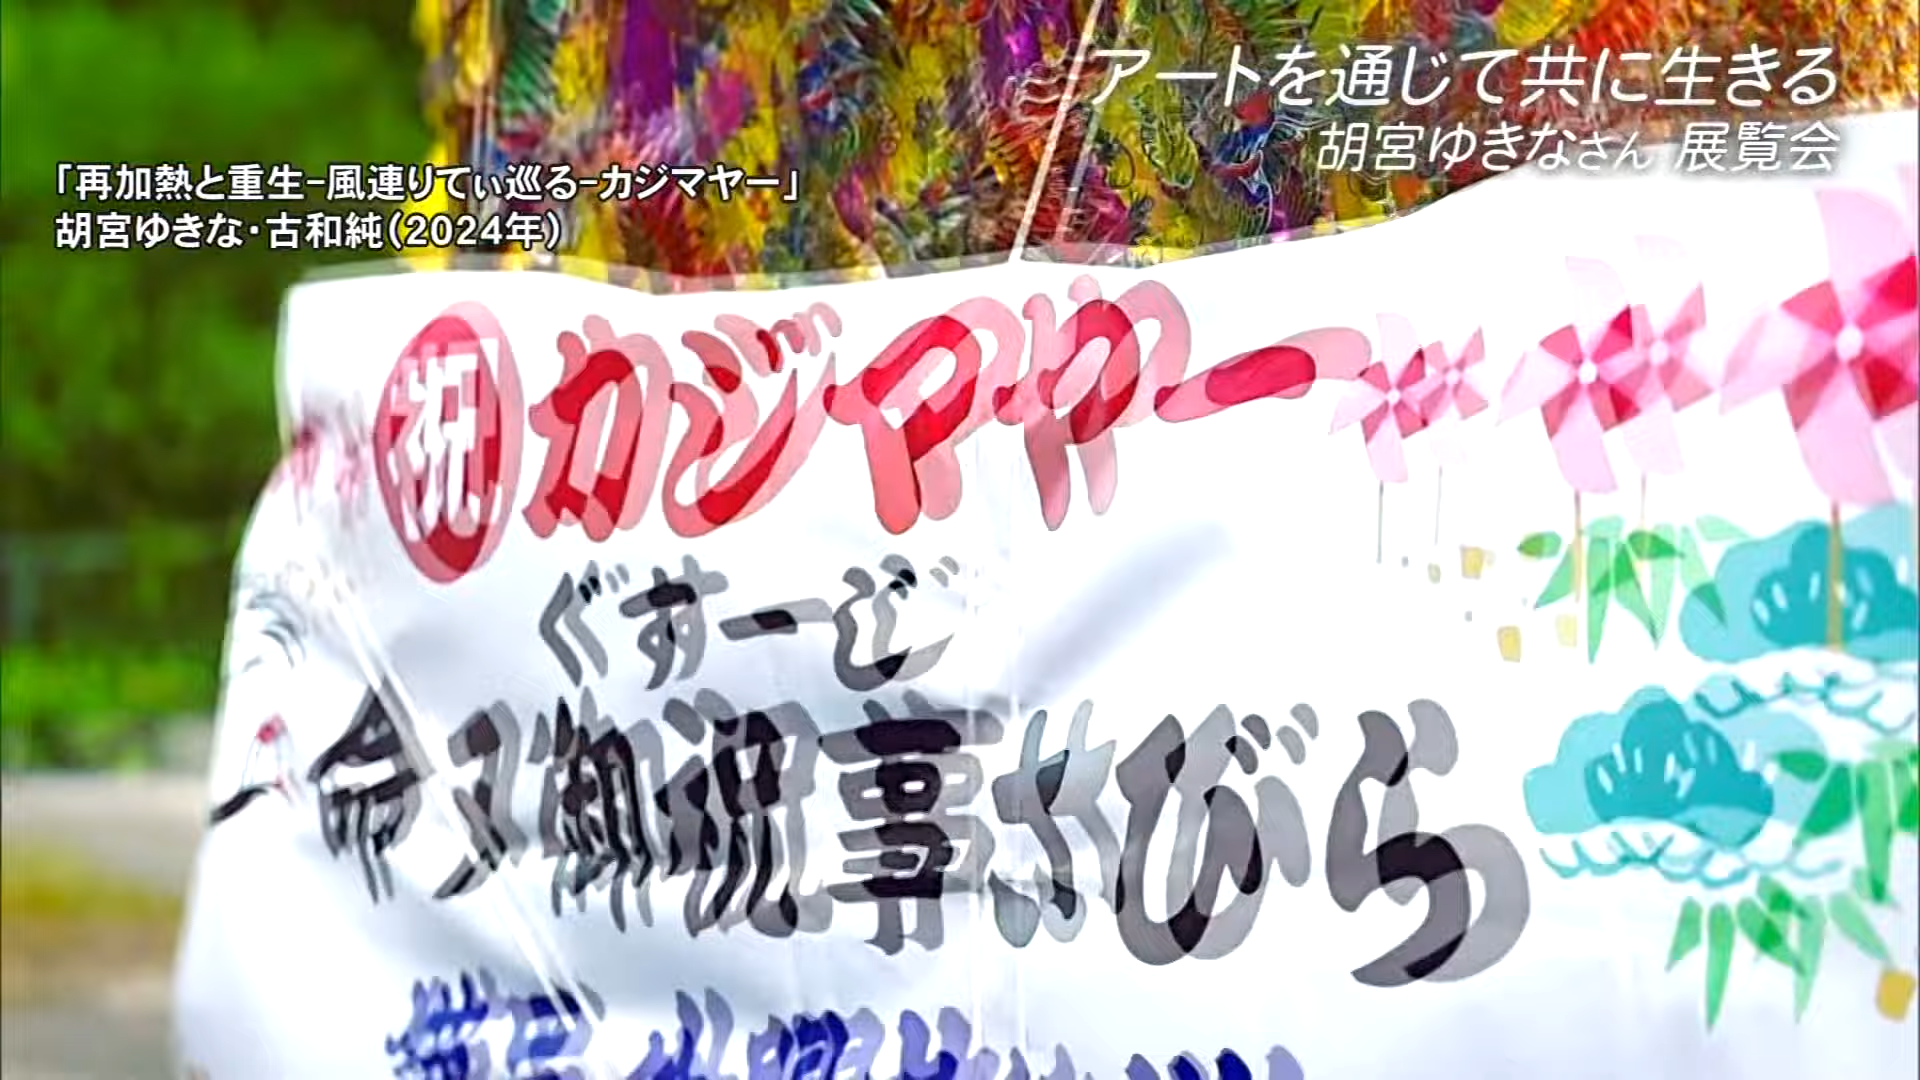 アートを通じて共に生きる
胡宮ゆきなさん 展覧会
「再加熱と重生-風連りてぃ巡る-カジマヤー」
胡宮ゆきな・古和純(2024年)
祝カジマヤー
ぐすーじ
命ヌ御祝事さびら